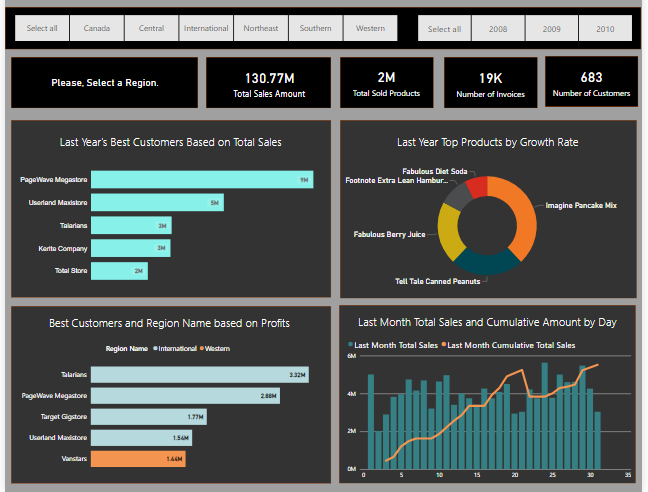 Select all Canada Central International Northeast Southern Western Select all 2008 2009 2010
Please, Select a Region.
130.77M
Total Sales Amount
2M
Total Sold Products
19K
Number of Invoices
683
Number of Customers
Last Year's Best Customers Based on Total Sales
PageWave Megastore 9M
Userland Maxistore 5M
Talarians 3M
Kerite Company 3M
Total Store 2M
Last Year Top Products by Growth Rate
Fabulous Diet Soda
Footnote Extra Lean Hambur...
Imagine Pancake Mix
Fabulous Berry Juice
Tell Tale Canned Peanuts
Best Customers and Region Name based on Profits
Region Name International Western
Talarians 3.32M
PageWave Megastore 2.88M
Target Gigstore 1.77M
Userland Maxistore 1.54M
Vanstars 1.44M
Last Month Total Sales and Cumulative Amount by Day
Last Month Total Sales Last Month Cumulative Total Sales
6M
4M
2M
0M
0 5 10 15 20 25 30 35